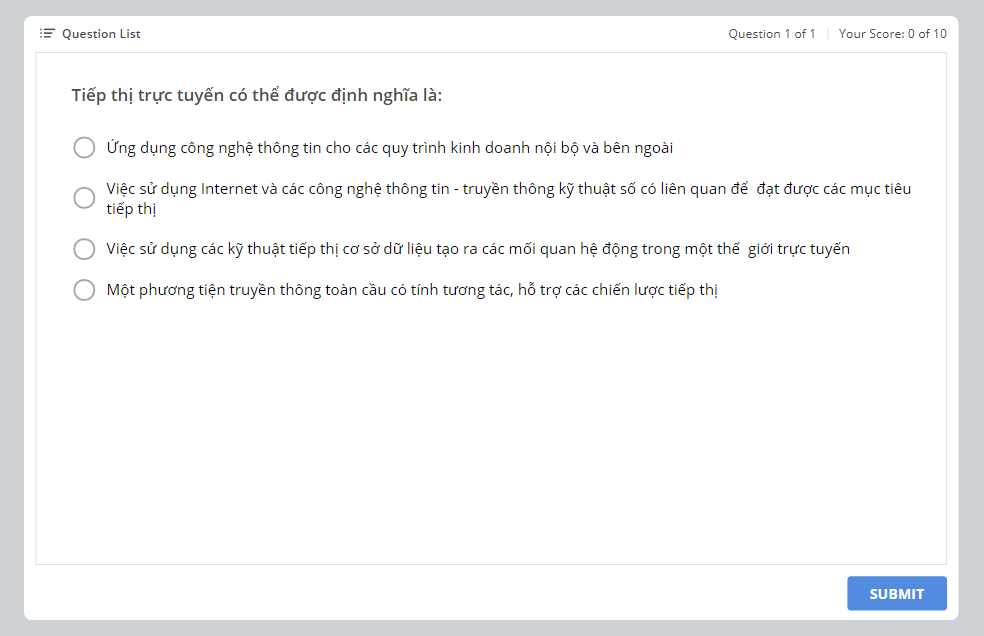 Question List
Question 1 of 1 | Your Score: 0 of 10
Tiếp thị trực tuyến có thể được định nghĩa là:
Ứng dụng công nghệ thông tin cho các quy trình kinh doanh nội bộ và bên ngoài
Việc sử dụng Internet và các công nghệ thông tin - truyền thông kỹ thuật số có liên quan để đạt được các mục tiêu
tiếp thị
Việc sử dụng các kỹ thuật tiếp thị cơ sở dữ liệu tạo ra các mối quan hệ động trong một thế giới trực tuyến
Một phương tiện truyền thông toàn cầu có tính tương tác, hỗ trợ các chiến lược tiếp thị
SUBMIT